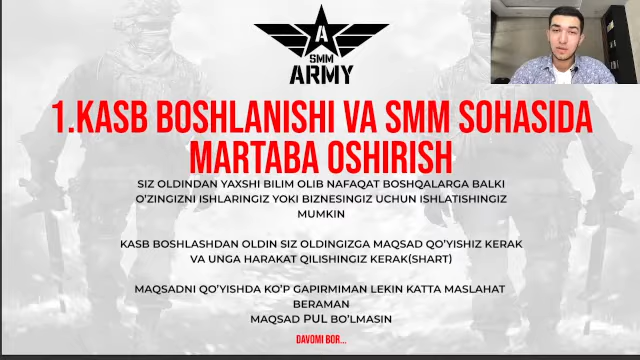 A
SMM
ARMY
1.KASB BOSHLANISHI VA SMM SOHASIDA
MARTABA OSHIRISH
SIZ OLDINDAN YAXSHI BILIM OLIB NAFAQAT BOSHQALARGA BALKI
O'ZINGIZNI ISHLARINGIZ YOKI BIZNESINGIZ UCHUN ISHLATISHINGIZ
MUMKIN
KASB BOSHLASHDAN OLDIN SIZ OLDINGIZGA MAQSAD QO'YISHIZ KERAK
VA UNGA HARAKAT QILISHINGIZ KERAK(SHART)
MAQSADNI QO'YISHDA KO'P GAPIRMIMAN LEKIN KATTA MASLAHAT
BERAMAN
MAQSAD PUL BO'LMASIN
DAVOMI BOR...